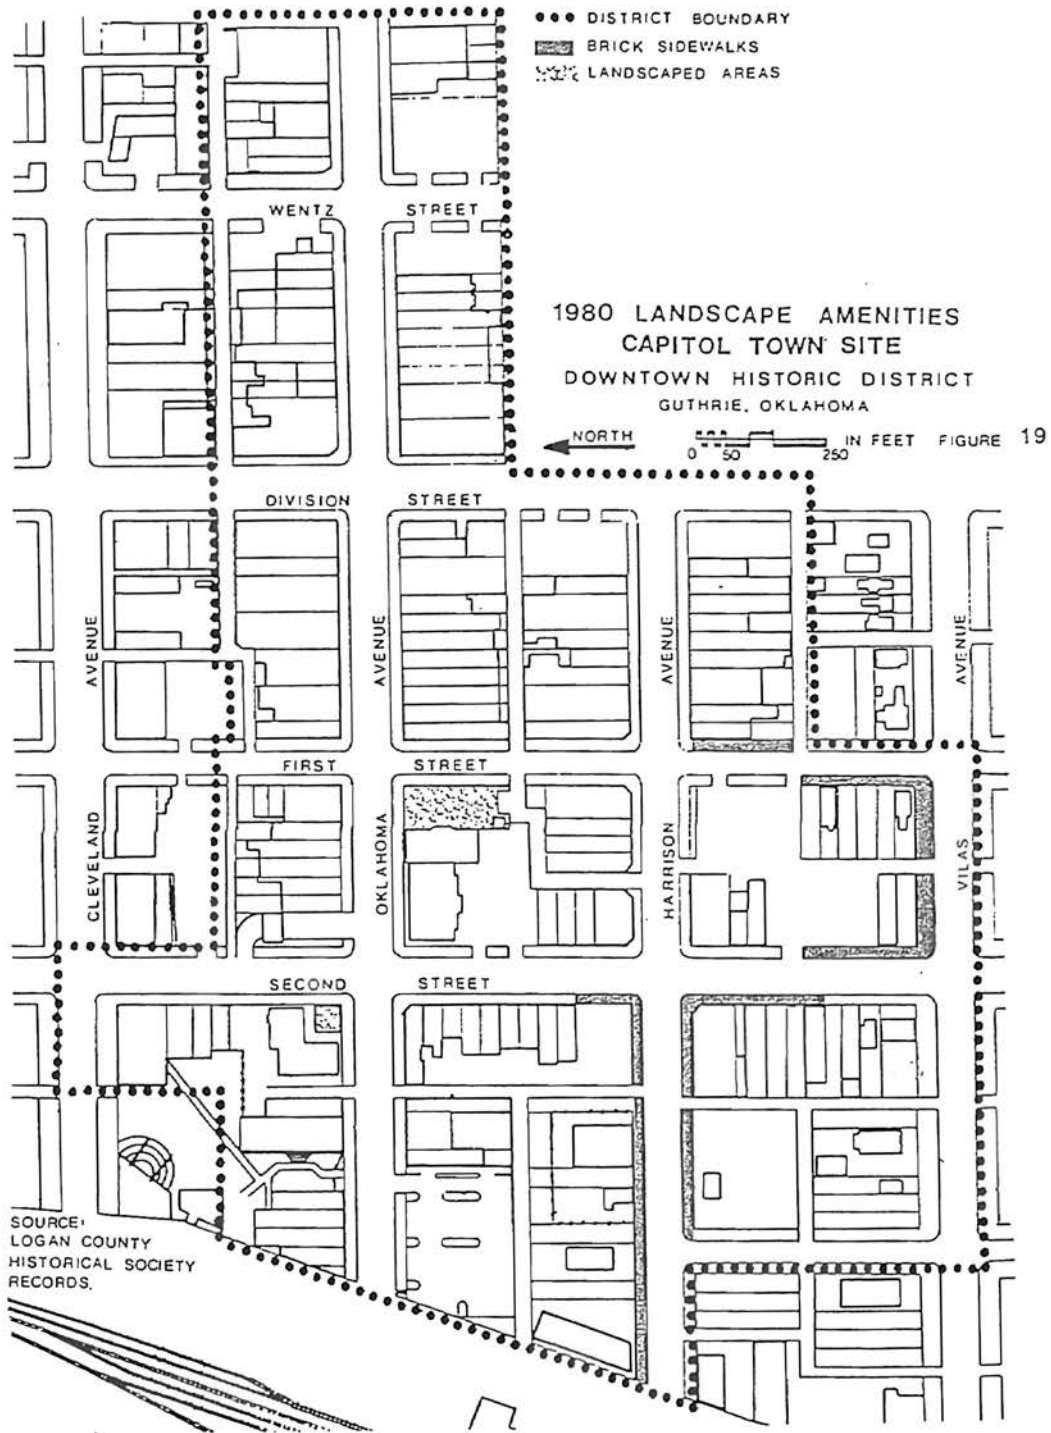 DISTRICT BOUNDARY
BRICK SIDEWALKS
LANDSCAPED AREAS
WENTZ STREET
1980 LANDSCAPE AMENITIES
CAPITOL TOWN SITE
DOWNTOWN HISTORIC DISTRICT
GUTHRIE, OKLAHOMA
NORTH
0 50 250
IN FEET FIGURE 19
DIVISION STREET
AVENUE
AVENUE
AVENUE
AVENUE
FIRST STREET
CLEVELAND
OKLAHOMA
HARRISON
VILAS
SECOND STREET
SOURCE:
LOGAN COUNTY
HISTORICAL SOCIETY
RECORDS.